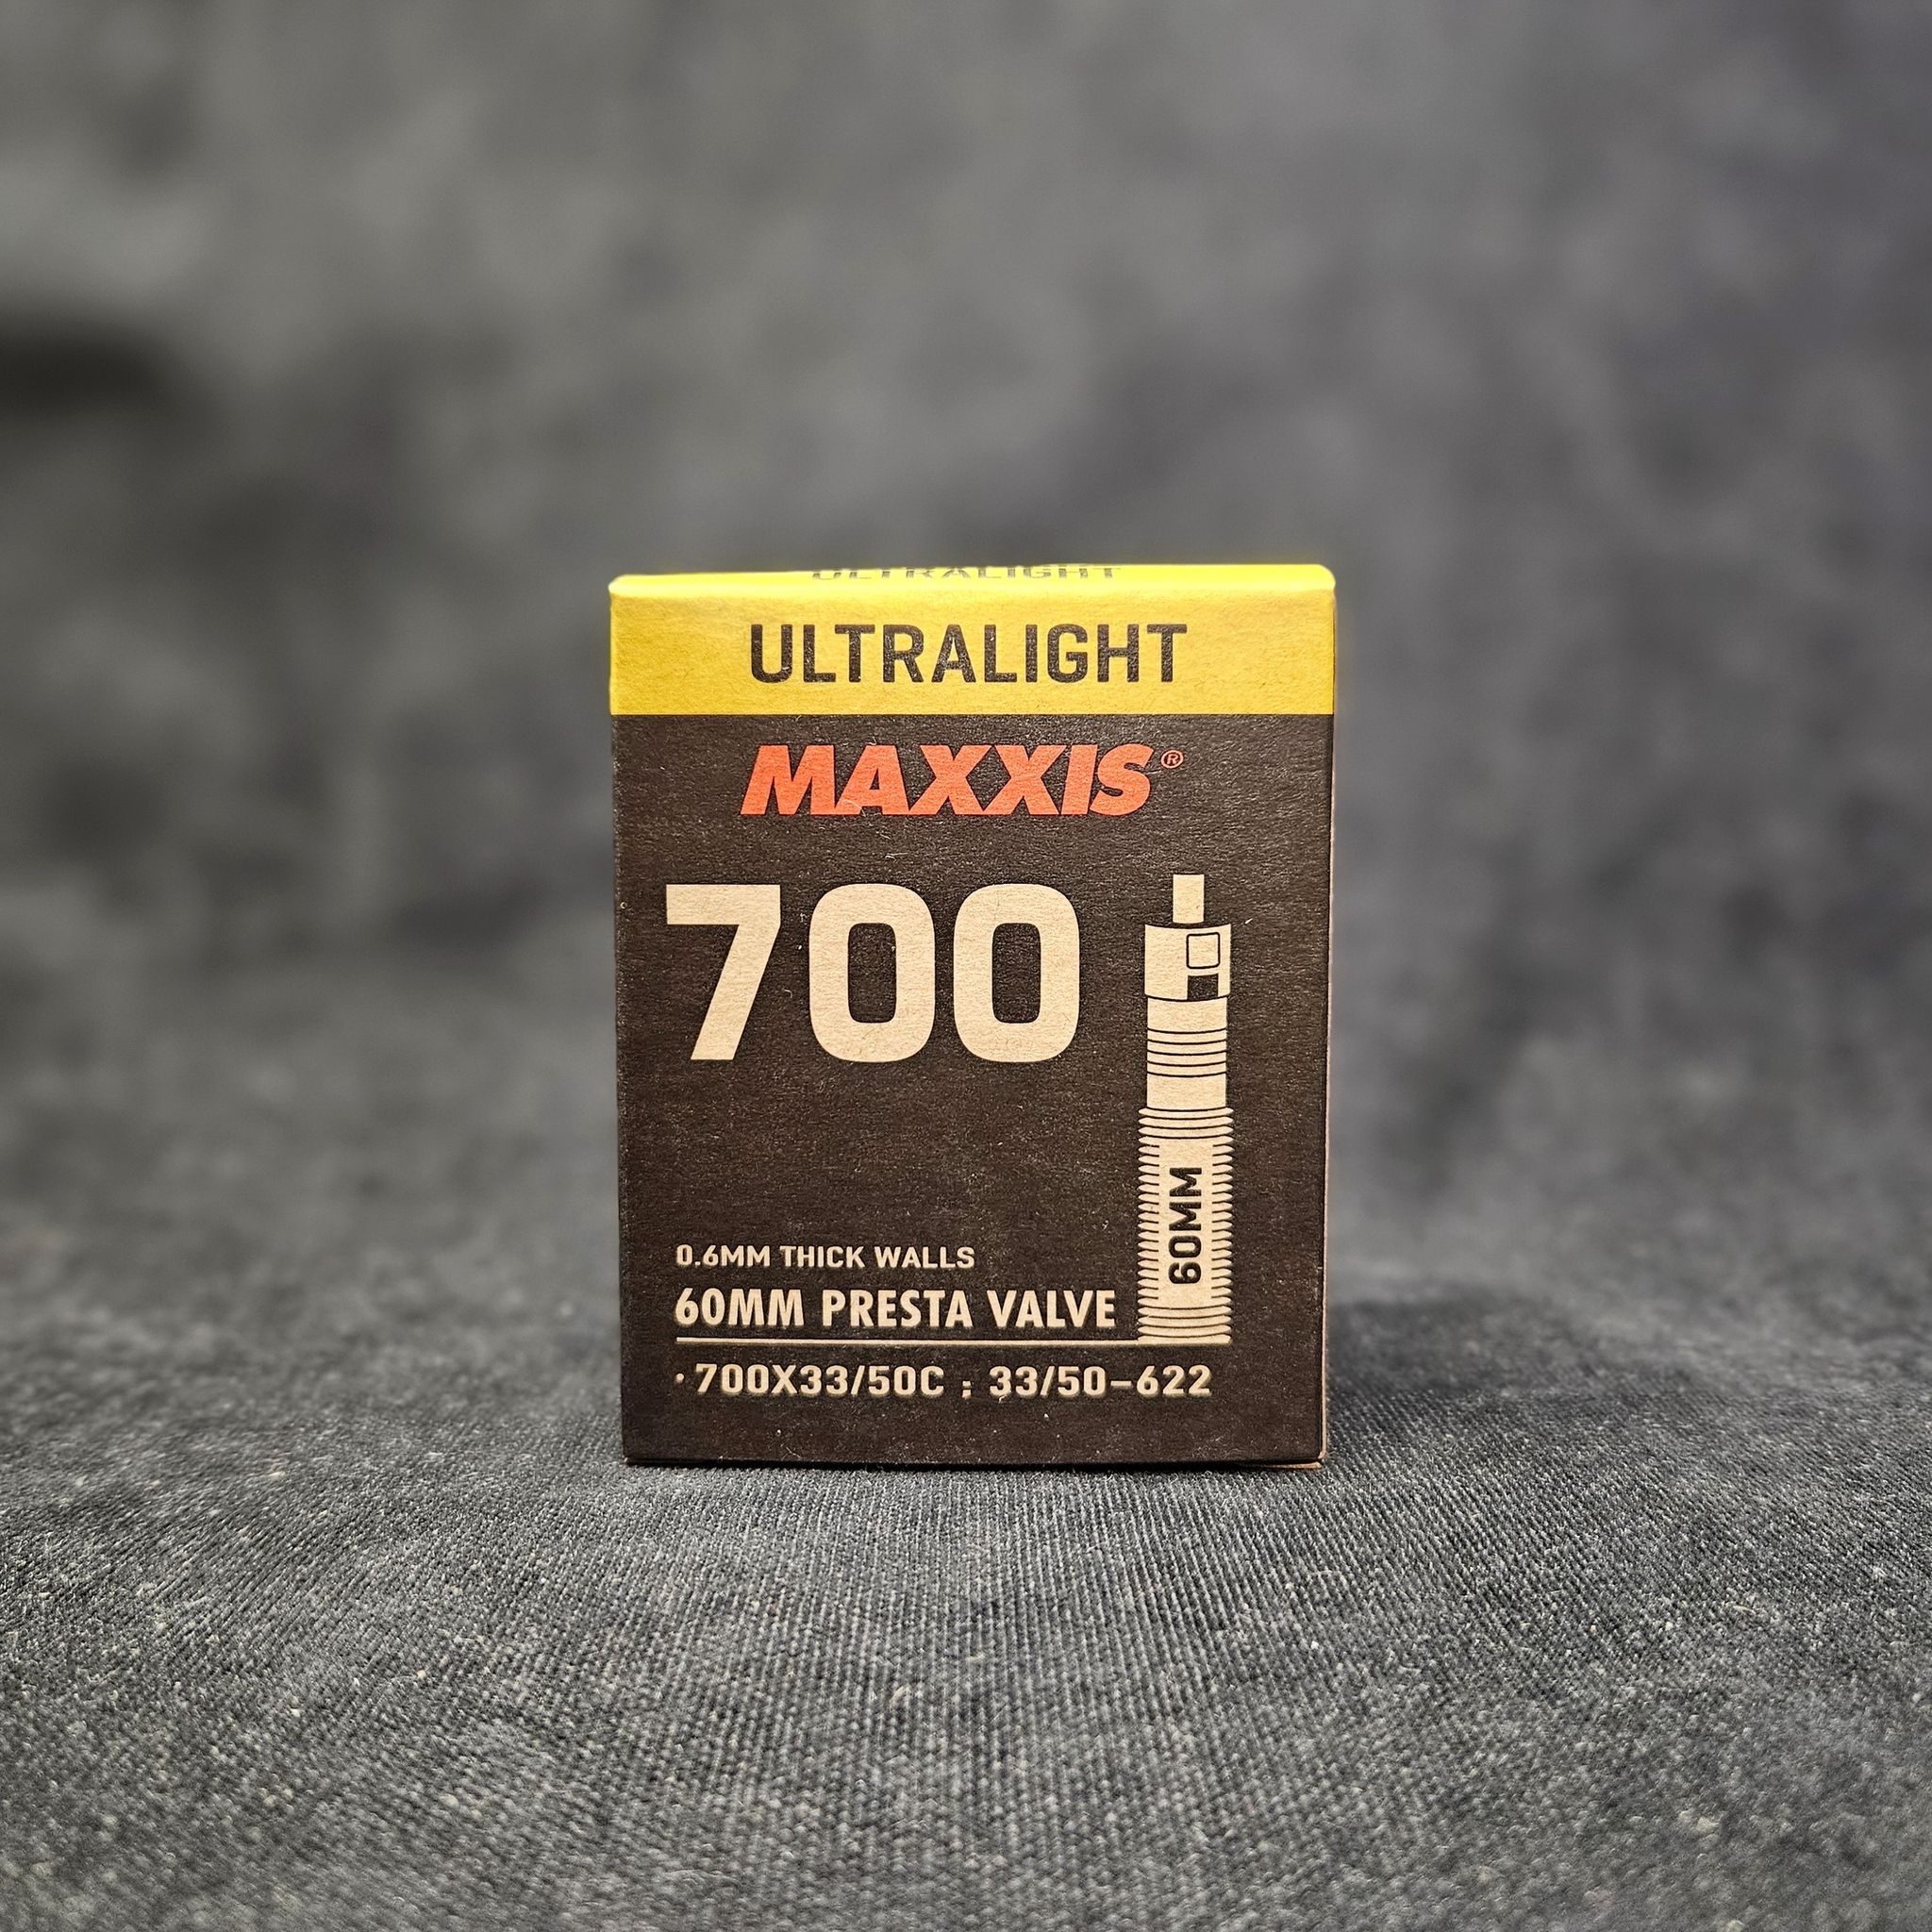 ULTRALIGHT
ULTRALIGHT
MAXXIS®
700
60MM
0.6MM THICK WALLS
60MM PRESTA VALVE
·700X33/50C ; 33/50-622